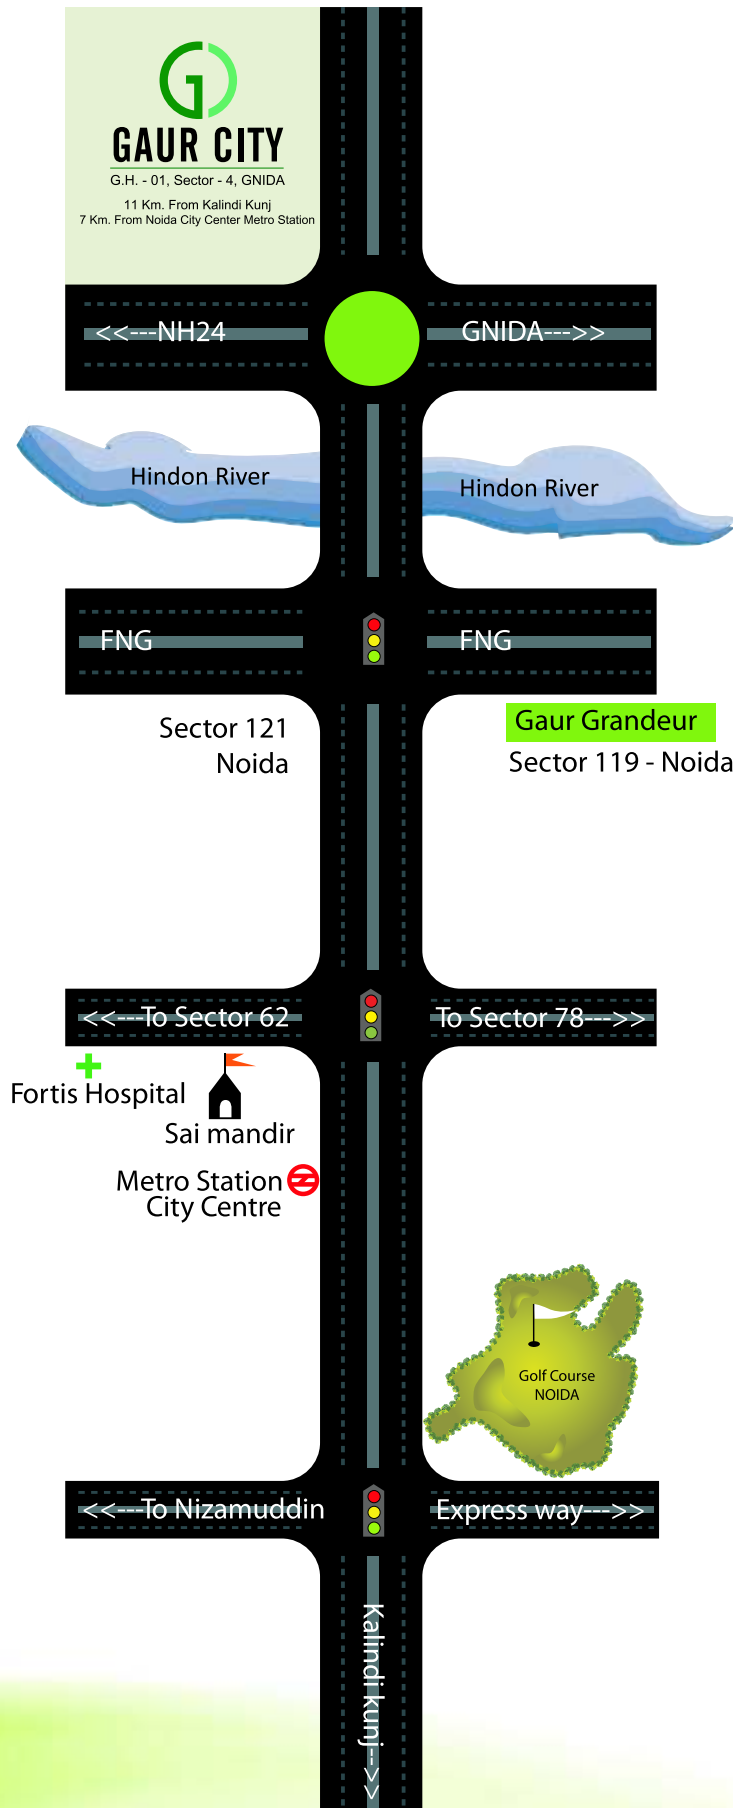 GAUR CITY
G.H. - 01, Sector - 4, GNIDA
11 Km. From Kalindi Kunj
7 Km. From Noida City Center Metro Station
<<---NH24
GNIDA--->>
Hindon River
Hindon River
FNG
FNG
Sector 121
Noida
Gaur Grandeur
Sector 119 - Noida
<<---To Sector 62
To Sector 78--->>
Fortis Hospital
Sai mandir
Metro Station
City Centre
Golf Course
NOIDA
<<---To Nizamuddin
Express way--->>
Kalindi kunj-->>